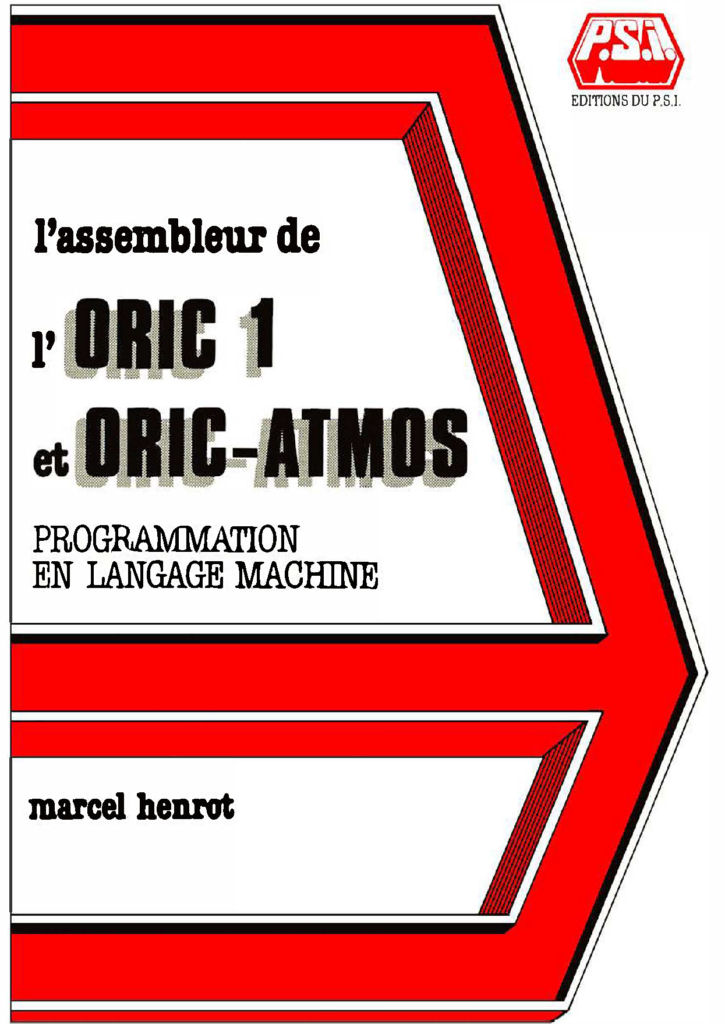 P.S.I.
EDITIONS DU P.S.I.
l'assembleur de
l' ORIC 1
et ORIC-ATMOS
PROGRAMMATION
EN LANGAGE MACHINE
marcel henrot